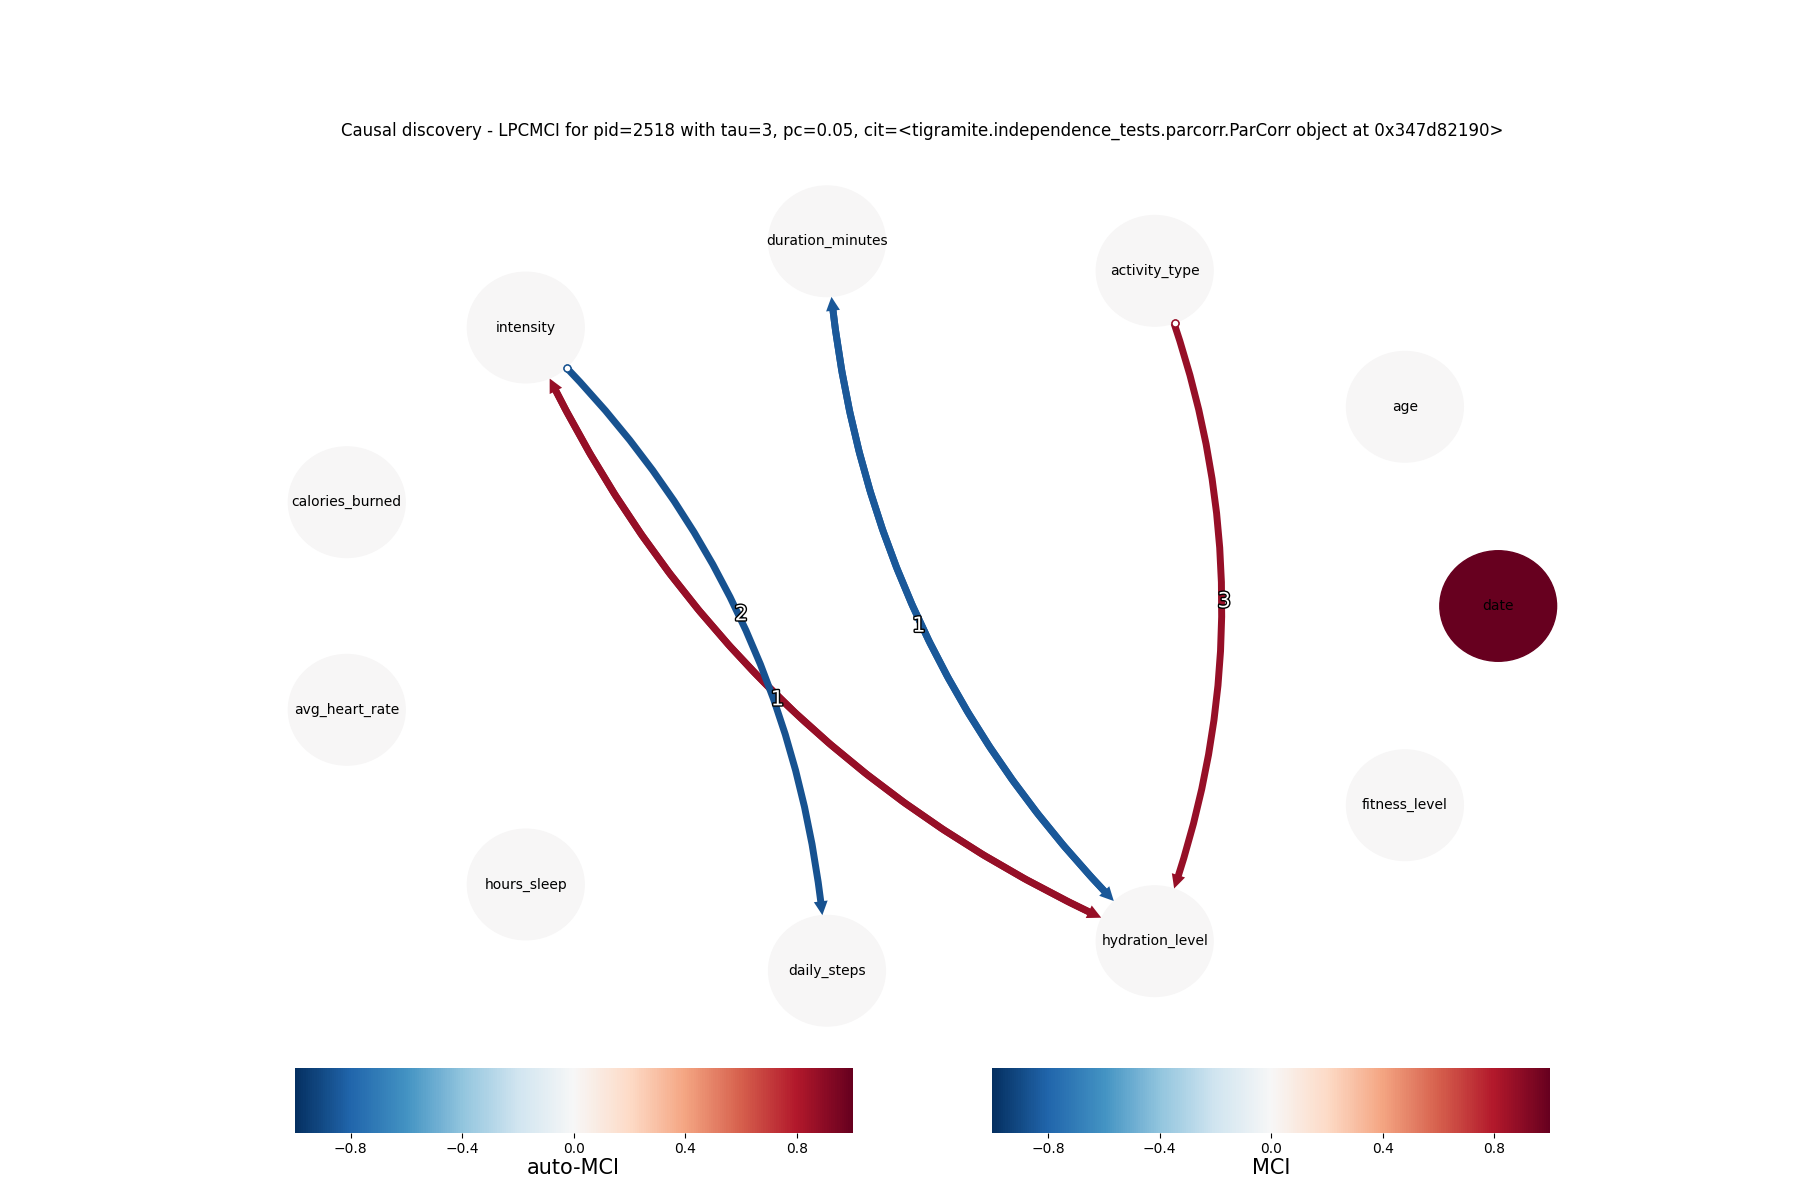 Causal discovery - LPCMCI for pid=2518 with tau=3, pc=0.05, cit=<tigramite.independence_tests.parcorr.ParCorr object at 0x347d82190>
duration_minutes
activity_type
intensity
age
calories_burned
date
3
2
1
1
avg_heart_rate
fitness_level
hours_sleep
hydration_level
daily_steps
−0.8 −0.4 0.0 0.4 0.8
auto-MCI
−0.8 −0.4 0.0 0.4 0.8
MCI